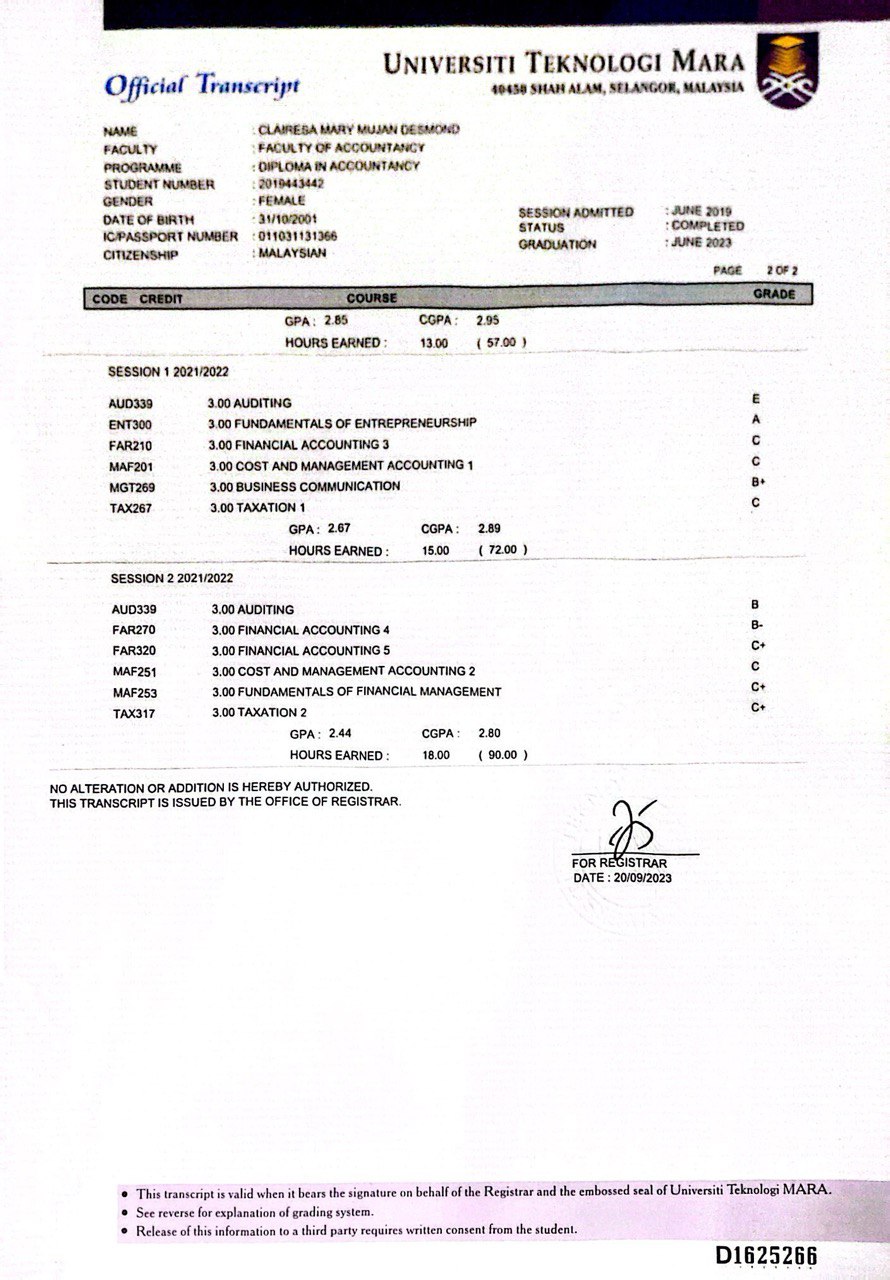 Official Transcript
UNIVERSITI TEKNOLOGI MARA
40450 SHAH ALAM, SELANGOR, MALAYSIA
NAME : CLAIRESA MARY MUJAN DESMOND
FACULTY : FACULTY OF ACCOUNTANCY
PROGRAMME : DIPLOMA IN ACCOUNTANCY
STUDENT NUMBER : 2019443442
GENDER : FEMALE
DATE OF BIRTH : 31/10/2001
IC/PASSPORT NUMBER : 011031131366
CITIZENSHIP : MALAYSIAN
SESSION ADMITTED : JUNE 2019
STATUS : COMPLETED
GRADUATION : JUNE 2023
PAGE 2 OF 2
CODE CREDIT COURSE GRADE
GPA : 2.85 CGPA : 2.95
HOURS EARNED : 13.00 ( 57.00 )
SESSION 1 2021/2022
AUD339 3.00 AUDITING E
ENT300 3.00 FUNDAMENTALS OF ENTREPRENEURSHIP A
FAR210 3.00 FINANCIAL ACCOUNTING 3 C
MAF201 3.00 COST AND MANAGEMENT ACCOUNTING 1 C
MGT269 3.00 BUSINESS COMMUNICATION B+
TAX267 3.00 TAXATION 1 C
GPA : 2.67 CGPA : 2.89
HOURS EARNED : 15.00 ( 72.00 )
SESSION 2 2021/2022
AUD339 3.00 AUDITING B
FAR270 3.00 FINANCIAL ACCOUNTING 4 B-
FAR320 3.00 FINANCIAL ACCOUNTING 5 C+
MAF251 3.00 COST AND MANAGEMENT ACCOUNTING 2 C
MAF253 3.00 FUNDAMENTALS OF FINANCIAL MANAGEMENT C+
TAX317 3.00 TAXATION 2 C+
GPA : 2.44 CGPA : 2.80
HOURS EARNED : 18.00 ( 90.00 )
NO ALTERATION OR ADDITION IS HEREBY AUTHORIZED.
THIS TRANSCRIPT IS ISSUED BY THE OFFICE OF REGISTRAR.
FOR REGISTRAR
DATE : 20/09/2023
• This transcript is valid when it bears the signature on behalf of the Registrar and the embossed seal of Universiti Teknologi MARA.
• See reverse for explanation of grading system.
• Release of this information to a third party requires written consent from the student.
D1625266